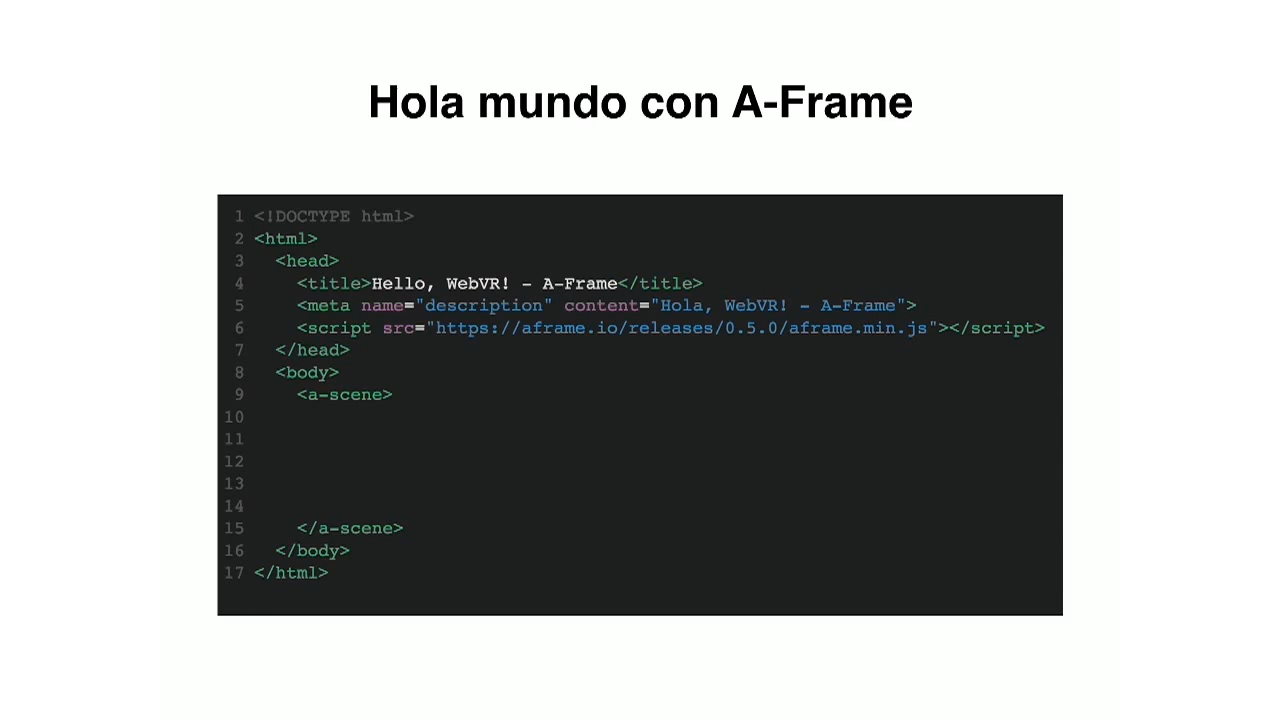 Hola mundo con A-Frame
1 <!DOCTYPE html>
2 <html>
3 <head>
4 <title>Hello, WebVR! - A-Frame</title>
5 <meta name="description" content="Hola, WebVR! - A-Frame">
6 <script src="https://aframe.io/releases/0.5.0/aframe.min.js"></script>
7 </head>
8 <body>
9 <a-scene>
10
11
12
13
14
15 </a-scene>
16 </body>
17 </html>